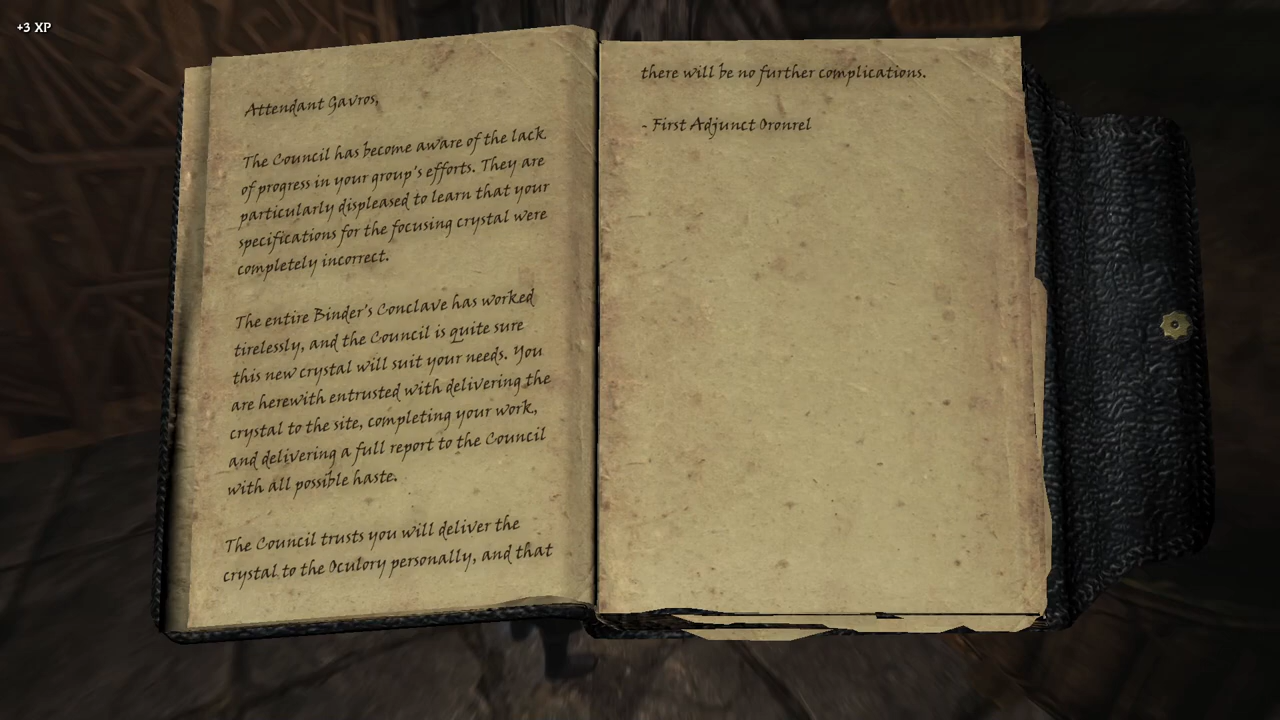 +3 XP
Attendant Gavros,
The Council has become aware of the lack
of progress in your group's efforts. They are
particularly displeased to learn that your
specifications for the focusing crystal were
completely incorrect.
The entire Binder's Conclave has worked
tirelessly, and the Council is quite sure
this new crystal will suit your needs. You
are herewith entrusted with delivering the
crystal to the site, completing your work,
and delivering a full report to the Council
with all possible haste.
The Council trusts you will deliver the
crystal to the Oculory personally, and that
there will be no further complications.
- First Adjunct Oronrel